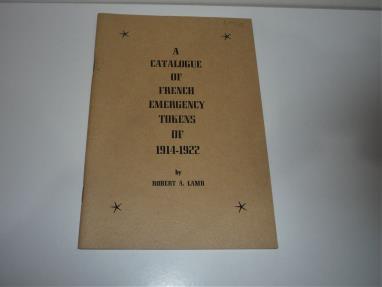 A
CATALOGUE
OF
FRENCH
EMERGENCY
TOKENS
OF
1914-1922
by
ROBERT A. LAMB